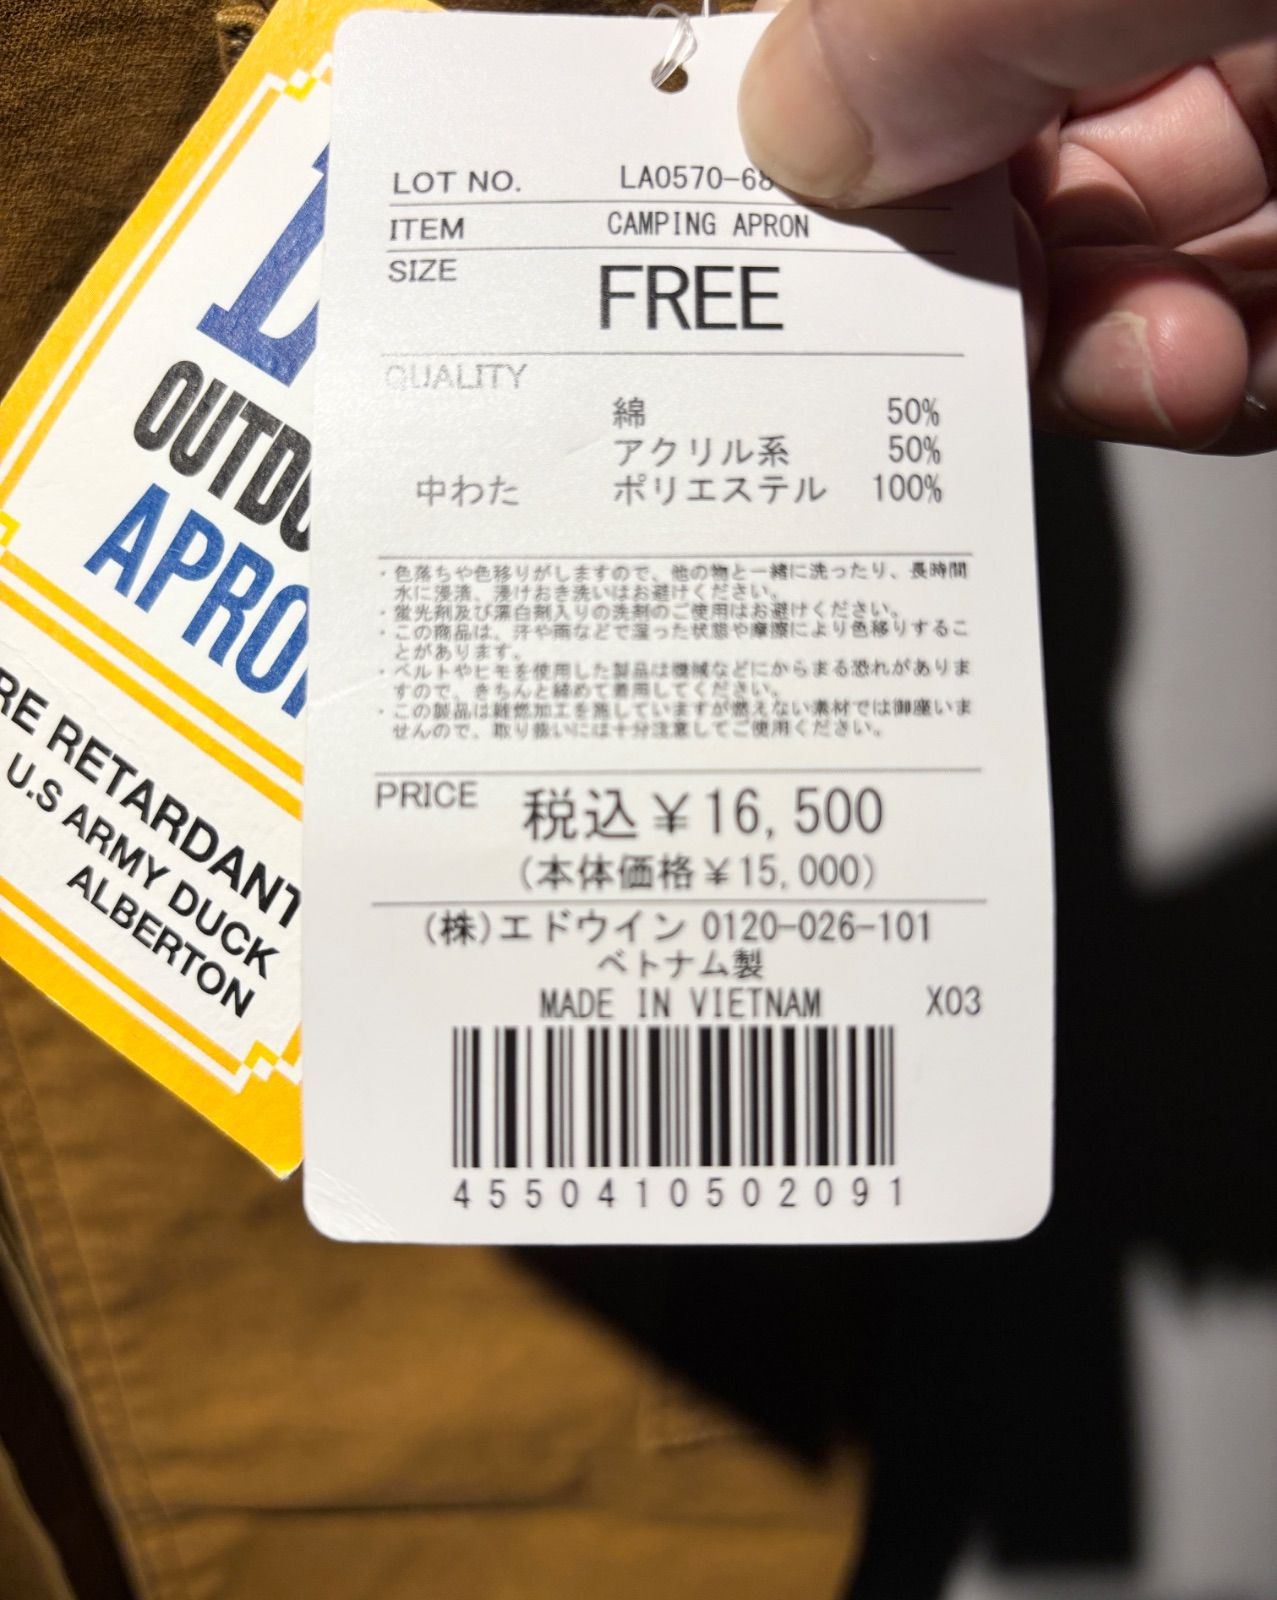 LOT NO. LA0570-68
ITEM CAMPING APRON
SIZE FREE
QUALITY
綿 50%
アクリル系 50%
中わた ポリエステル 100%
・色落ちや色移りがしますので、他の物と一緒に洗ったり、長時間
水に浸漬、浸けおき洗いはお避けください。
・蛍光剤及び漂白剤入りの洗剤のご使用はお避けください。
・この商品は、汗や雨などで湿った状態や摩擦により色移りするこ
とがあります。
・ベルトやヒモを使用した製品は機械などにからまる恐れがありま
すので、きちんと締めて着用してください。
・この製品は難燃加工を施していますが燃えない素材では御座いま
せんので、取り扱いには十分注意してご使用ください。
PRICE 税込¥16,500
(本体価格¥15,000)
(株)エドウイン 0120-026-101
ベトナム製
MADE IN VIETNAM X03
4550410502091
OUTDO
APRO
RE RETARDANT
U.S ARMY DUCK
ALBERTON